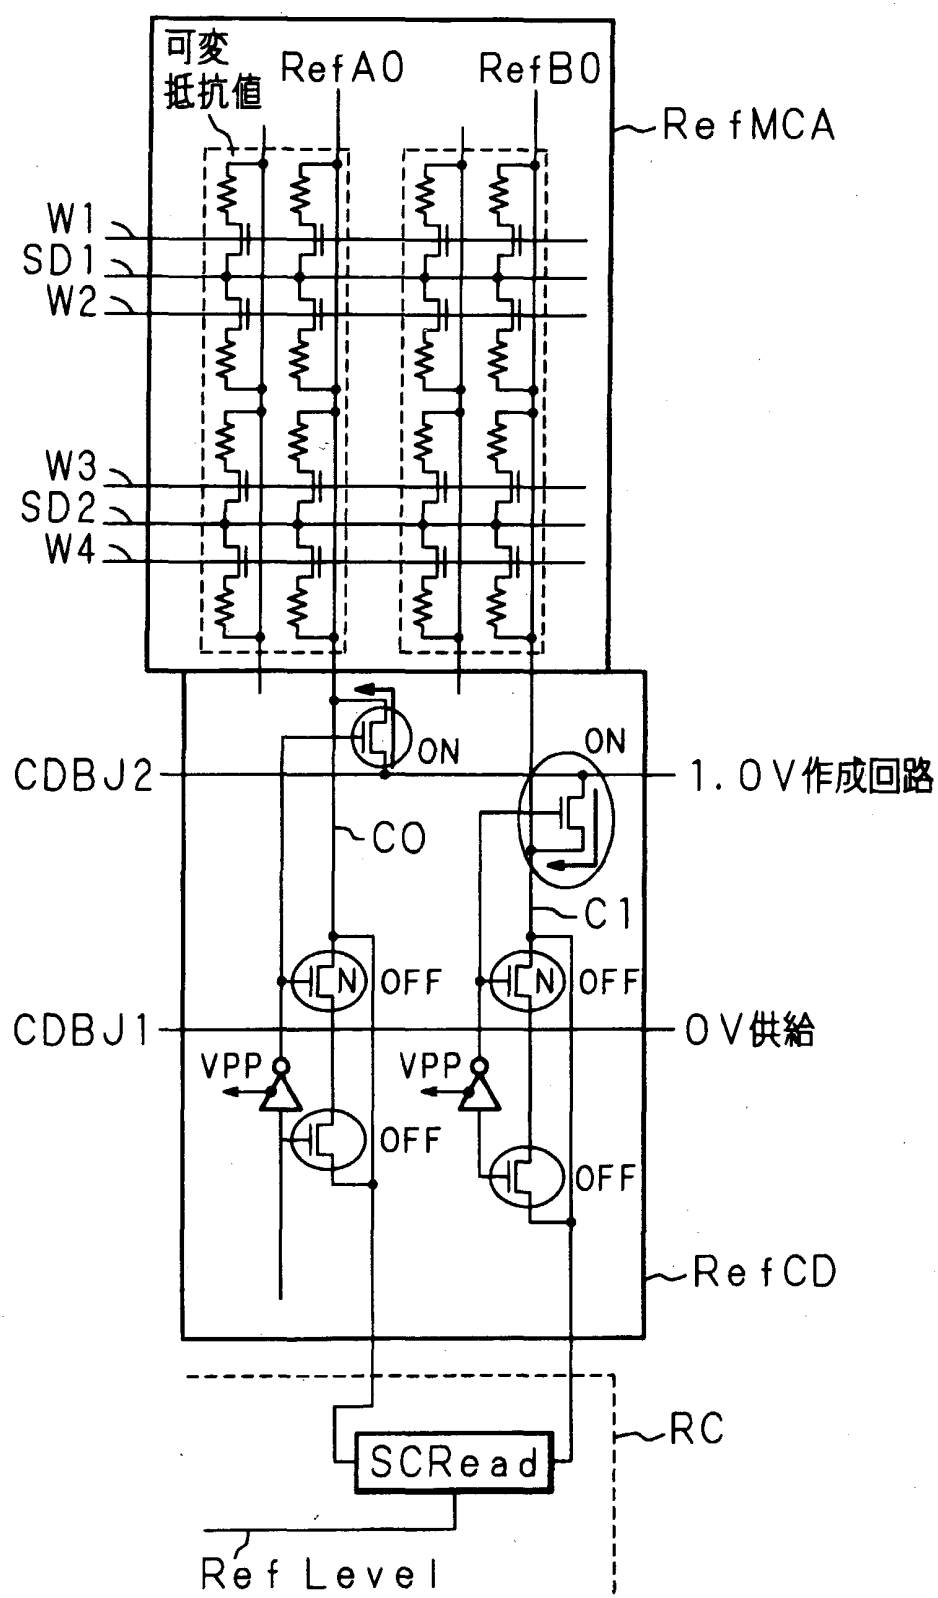 可変
抵抗値
RefA0
RefB0
RefMCA
W1
SD1
W2
W3
SD2
W4
ON
ON
CDBJ2
1.0V作成回路
C0
C1
N
OFF
N
OFF
CDBJ1
0V供給
VPP
VPP
OFF
OFF
RefCD
RC
SCRead
Ref Level